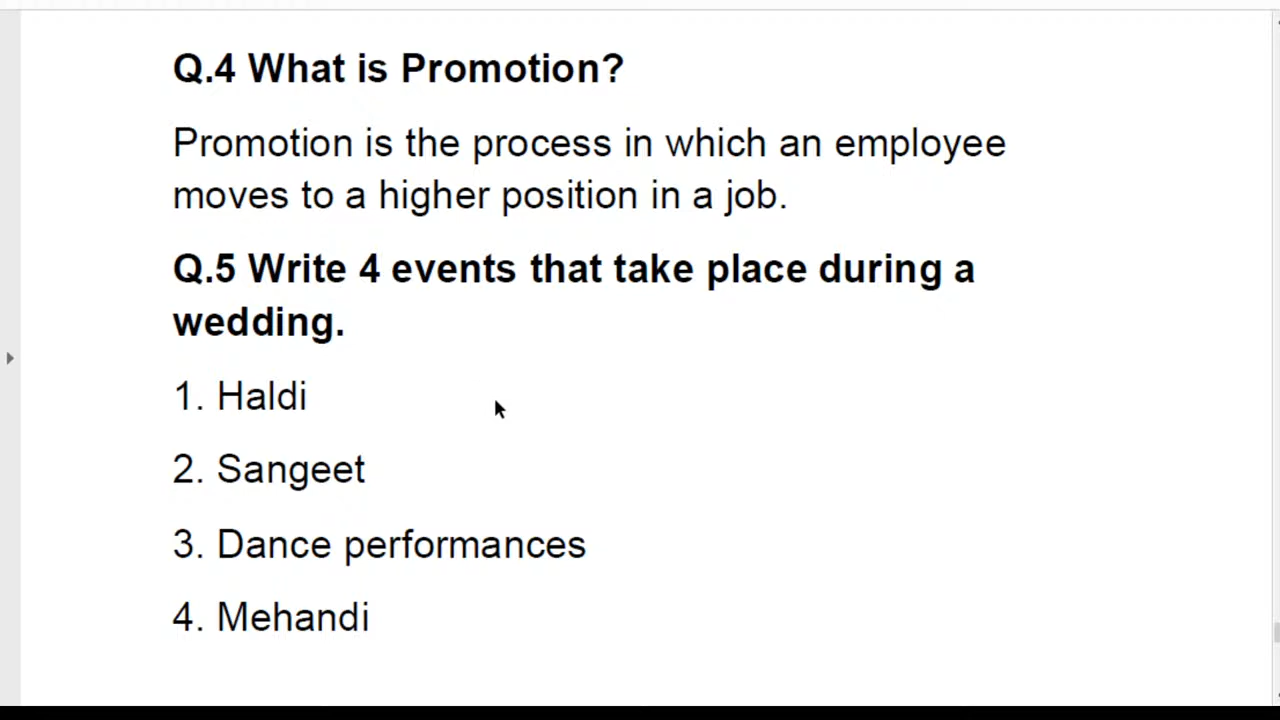 Q.4 What is Promotion?
Promotion is the process in which an employee
moves to a higher position in a job.
Q.5 Write 4 events that take place during a
wedding.
1. Haldi
2. Sangeet
3. Dance performances
4. Mehandi